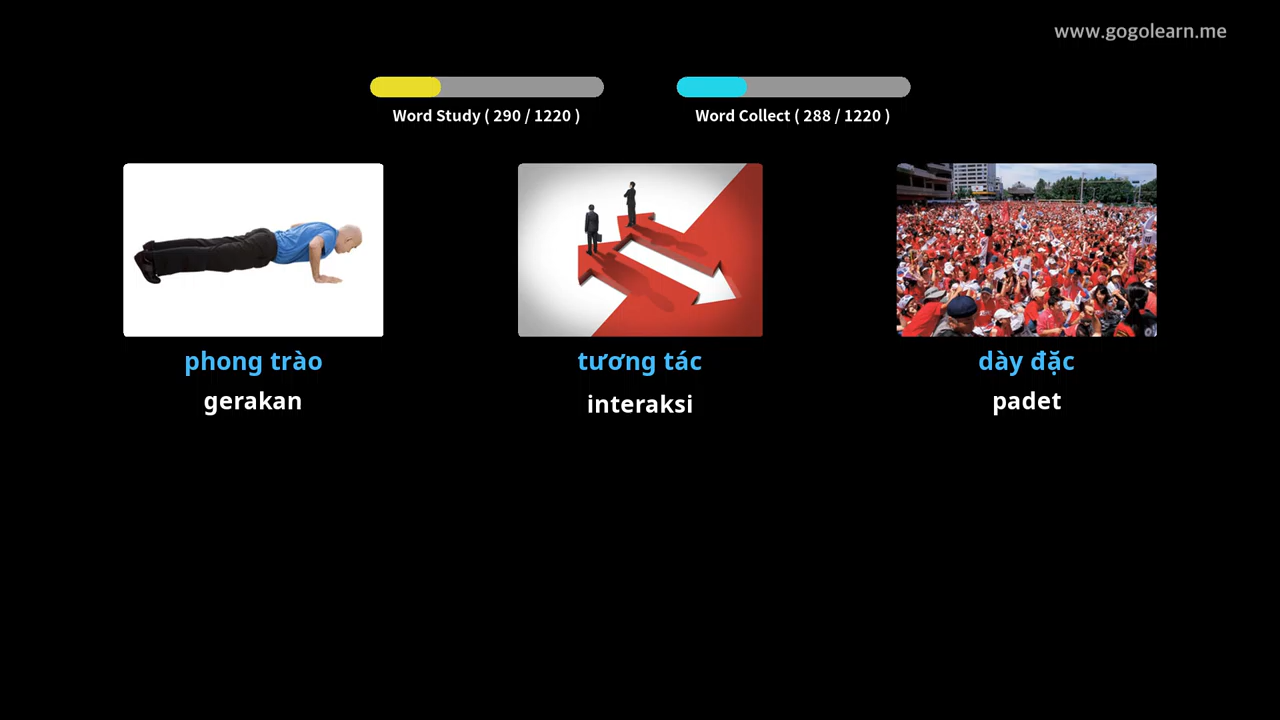 www.gogolearn.me
Word Study ( 290 / 1220 )
Word Collect ( 288 / 1220 )
phong trào
gerakan
tương tác
interaksi
dày đặc
padet